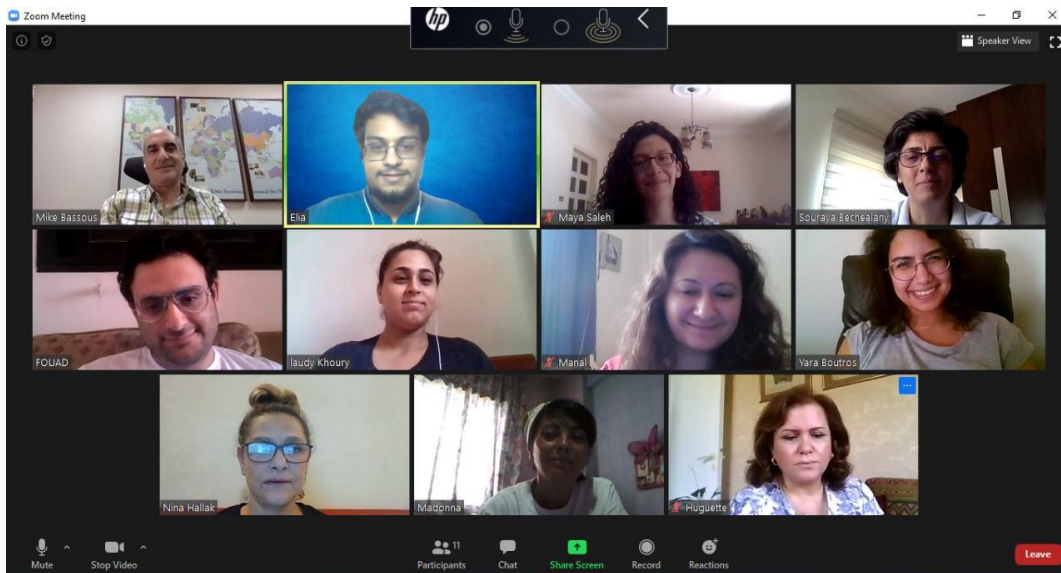 Zoom Meeting
hp
Speaker View
Mike Bassous
Elia
Maya Saleh
Souraya Bechealany
FOUAD
laudy Khoury
Manal
Yara Boutros
Nina Hallak
Madonna
Huguette
11
Mute
Stop Video
Participants
Chat
Share Screen
Record
Reactions
Leave